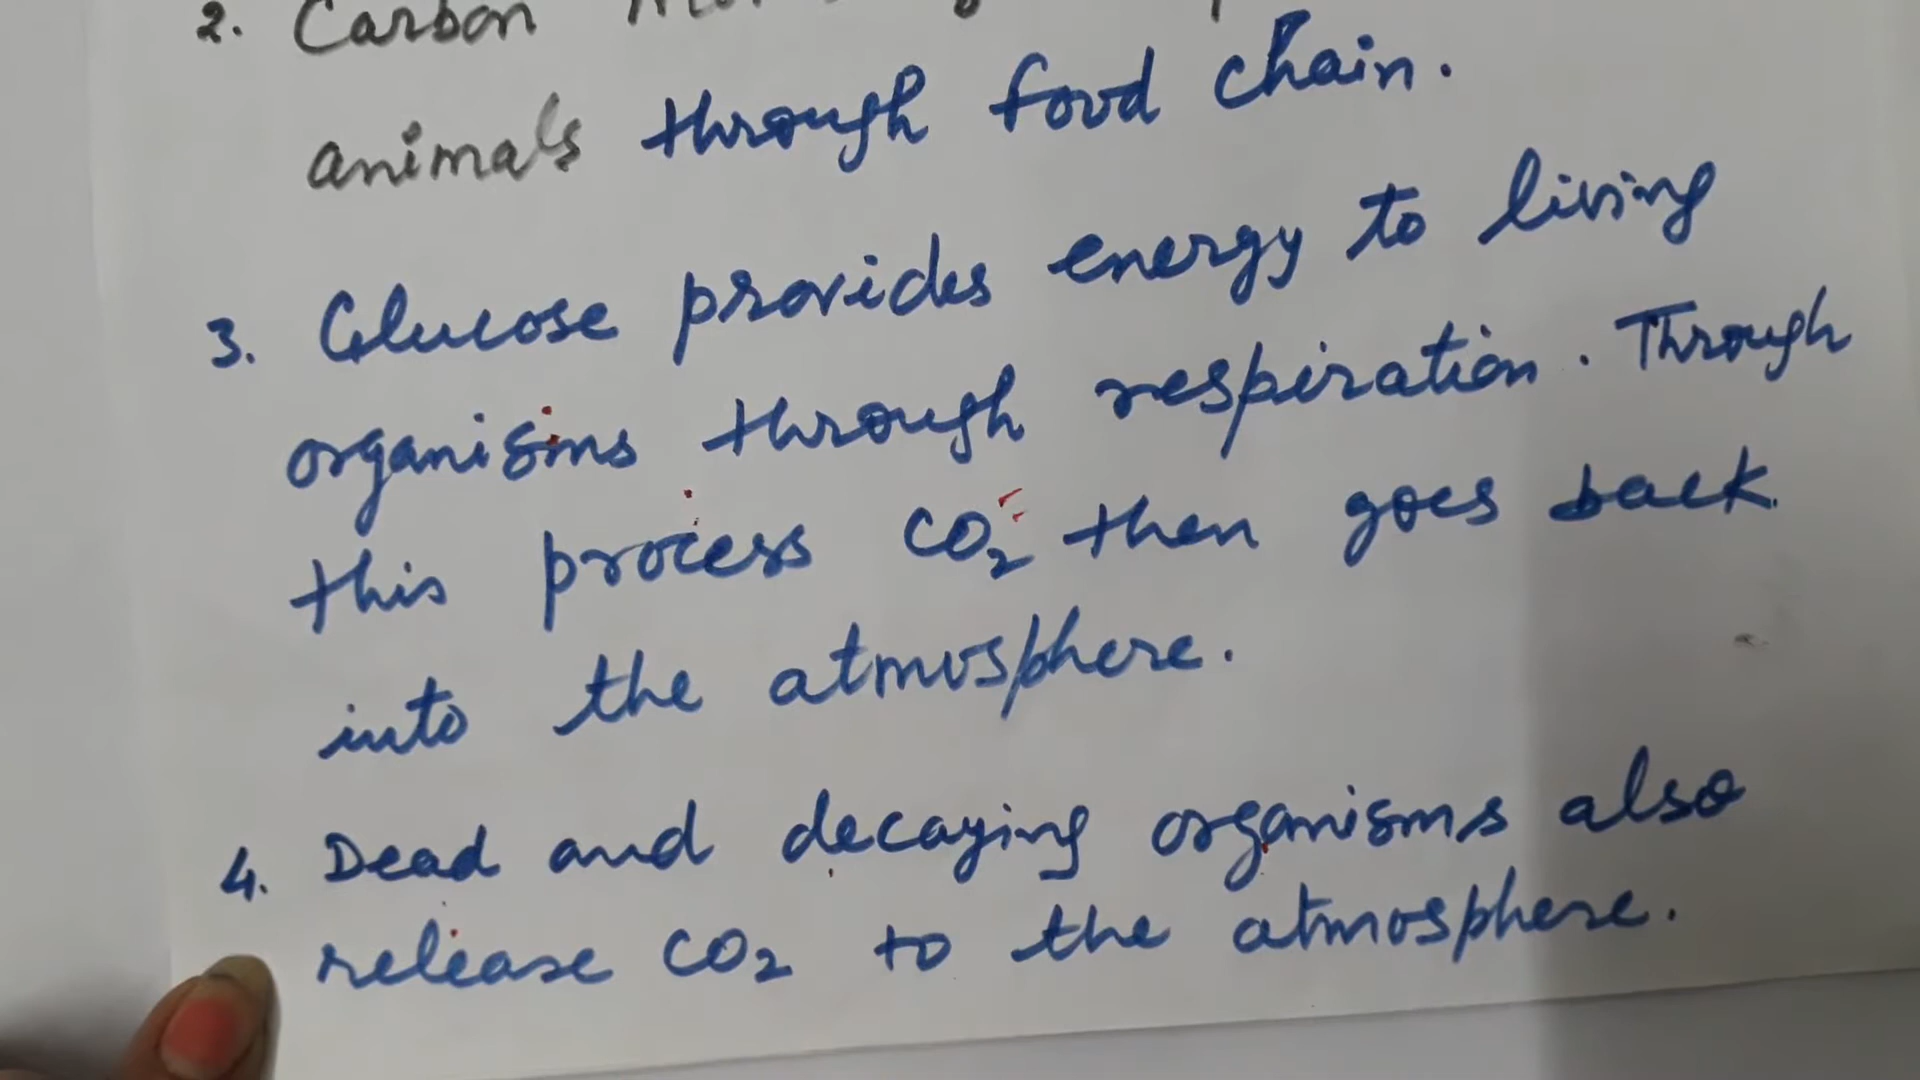 2. Carbon
animals through food chain.
3. Glucose provides energy to living
organisms through respiration. Through
this process CO₂ then goes back
into the atmosphere.
4. Dead and decaying organisms also
release CO₂ to the atmosphere.